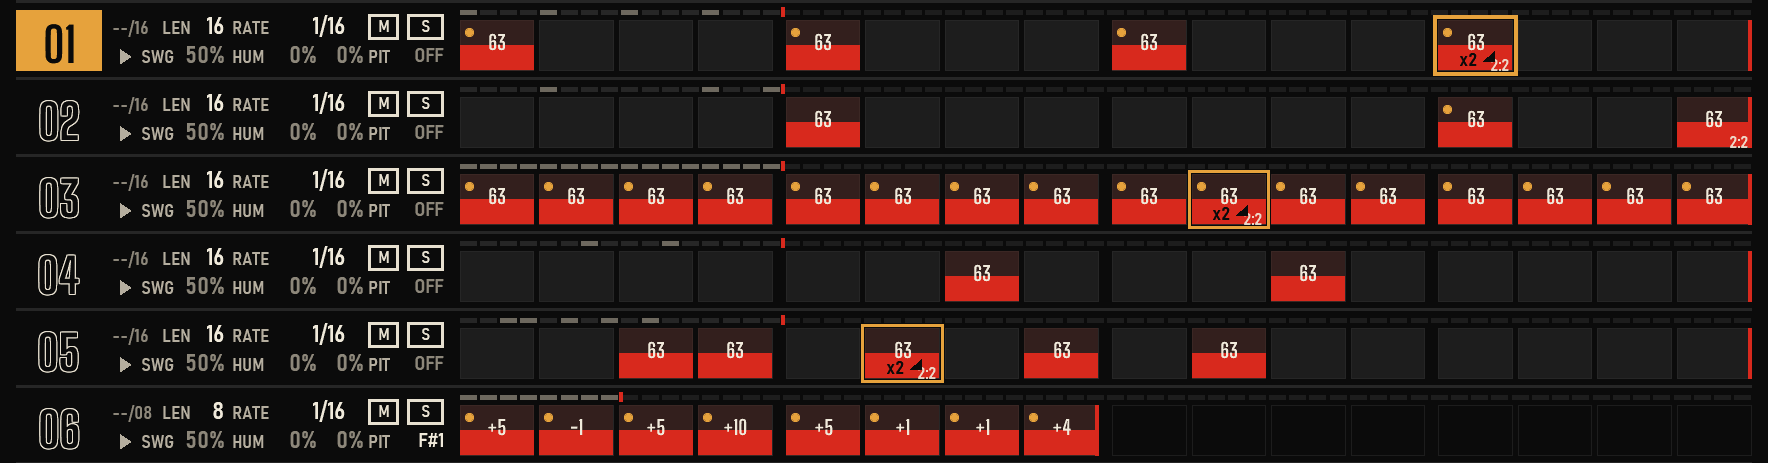 01 --/16 LEN 16 RATE 1/16 M S 63 63 63 63
SWG 50% HUM 0% 0% PIT OFF x2 2:2
02 --/16 LEN 16 RATE 1/16 M S 63 63 63
SWG 50% HUM 0% 0% PIT OFF 2:2
03 --/16 LEN 16 RATE 1/16 M S 63 63 63 63 63 63 63 63 63 63 63 63 63 63 63 63
SWG 50% HUM 0% 0% PIT OFF x2 2:2
04 --/16 LEN 16 RATE 1/16 M S 63 63
SWG 50% HUM 0% 0% PIT OFF
05 --/16 LEN 16 RATE 1/16 M S 63 63 63 63 63
SWG 50% HUM 0% 0% PIT OFF x2 2:2
06 --/08 LEN 8 RATE 1/16 M S +5 -1 +5 +10 +5 +1 +1 +4
SWG 50% HUM 0% 0% PIT F#1